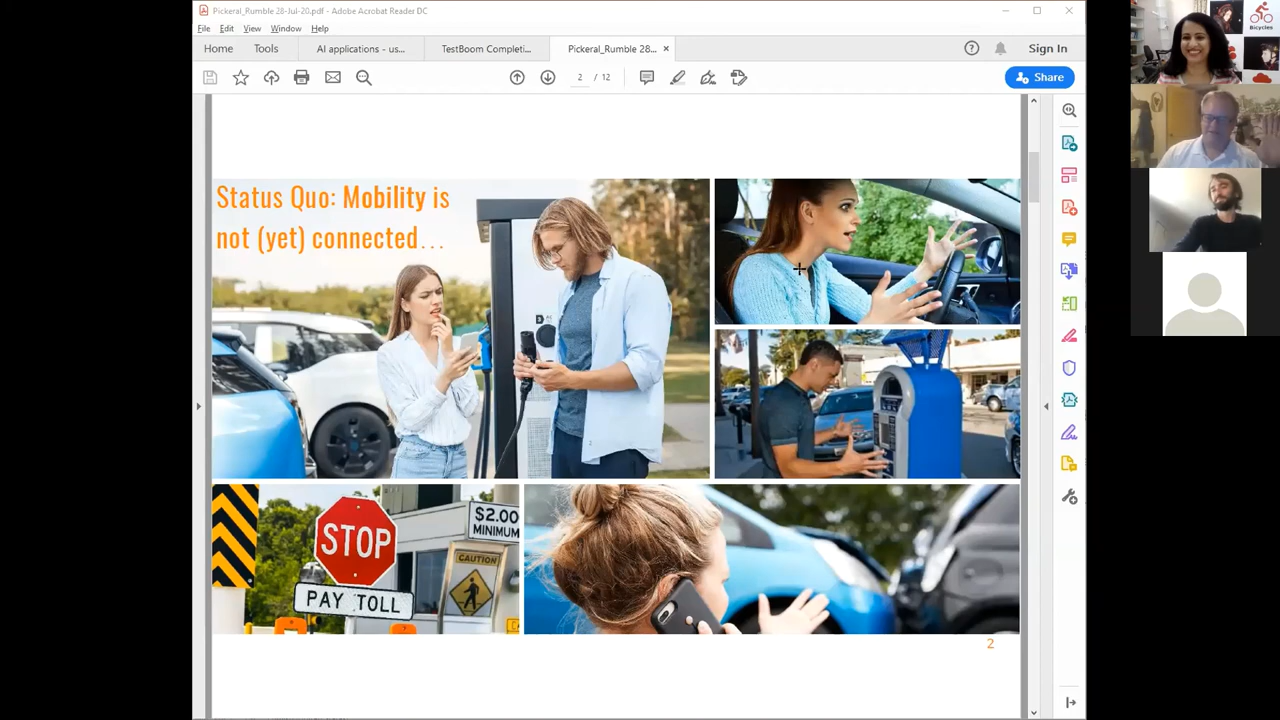 Pickeral_Rumble 28-Jul-20.pdf - Adobe Acrobat Reader DC
File Edit View Window Help
Home Tools AI applications - us... TestBoom Completi... Pickeral_Rumble 28... × Sign In
2 / 12 Share
Status Quo: Mobility is
not (yet) connected...
STOP
PAY TOLL
$2.00
MINIMUM
CAUTION
2
Bicycles